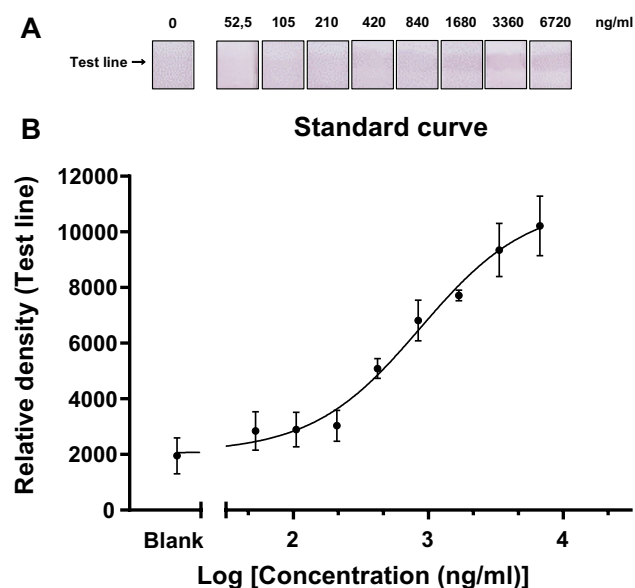 A
0 52,5 105 210 420 840 1680 3360 6720 ng/ml
Test line →
B
Standard curve
Relative density (Test line)
12000
10000
8000
6000
4000
2000
0
Blank 2 3 4
Log [Concentration (ng/ml)]